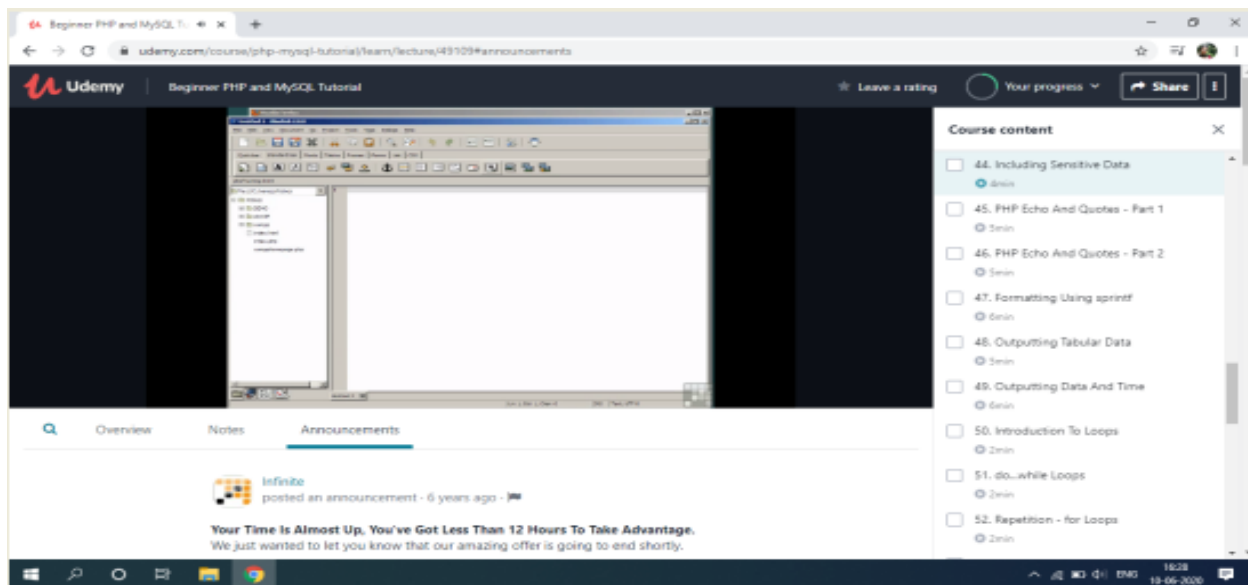 Beginner PHP and MySQL Tu
udemy.com/course/php-mysql-tutorial/learn/lecture/49109#announcements
Udemy
Beginner PHP and MySQL Tutorial
Leave a rating
Your progress
Share
Course content
44. Including Sensitive Data
4min
45. PHP Echo And Quotes - Part 1
5min
46. PHP Echo And Quotes - Part 2
5min
47. Formatting Using sprintf
6min
48. Outputting Tabular Data
5min
49. Outputting Data And Time
6min
50. Introduction To Loops
2min
51. do...while Loops
2min
52. Repetition - for Loops
2min
Overview
Notes
Announcements
Infinite
posted an announcement · 6 years ago ·
Your Time Is Almost Up, You've Got Less Than 12 Hours To Take Advantage.
We just wanted to let you know that our amazing offer is going to end shortly.
ENG
16:28
10-06-2020